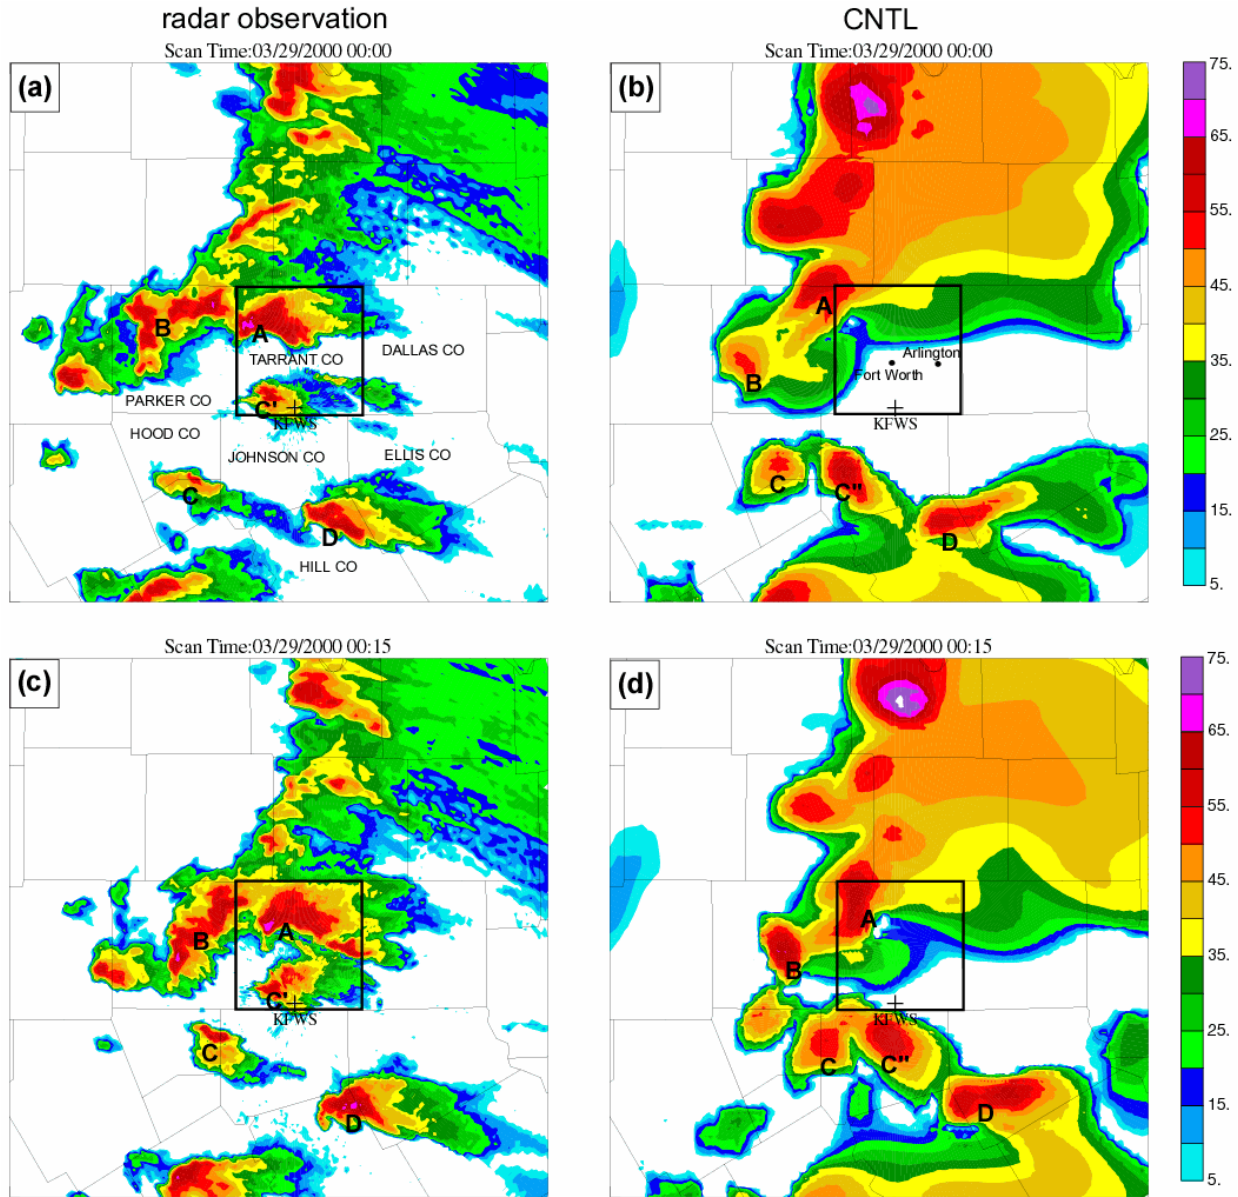 radar observation
CNTL
Scan Time:03/29/2000 00:00
Scan Time:03/29/2000 00:00
(a)
(b)
75.
65.
55.
45.
35.
25.
15.
5.
B
A
TARRANT CO
DALLAS CO
PARKER CO
C'
KFWS
HOOD CO
JOHNSON CO
ELLIS CO
C
D
HILL CO
A
Arlington
Fort Worth
B
KFWS
C
C"
D
Scan Time:03/29/2000 00:15
Scan Time:03/29/2000 00:15
(c)
(d)
75.
65.
55.
45.
35.
25.
15.
5.
B
A
C'
KFWS
C
D
A
B
KFWS
C
C"
D